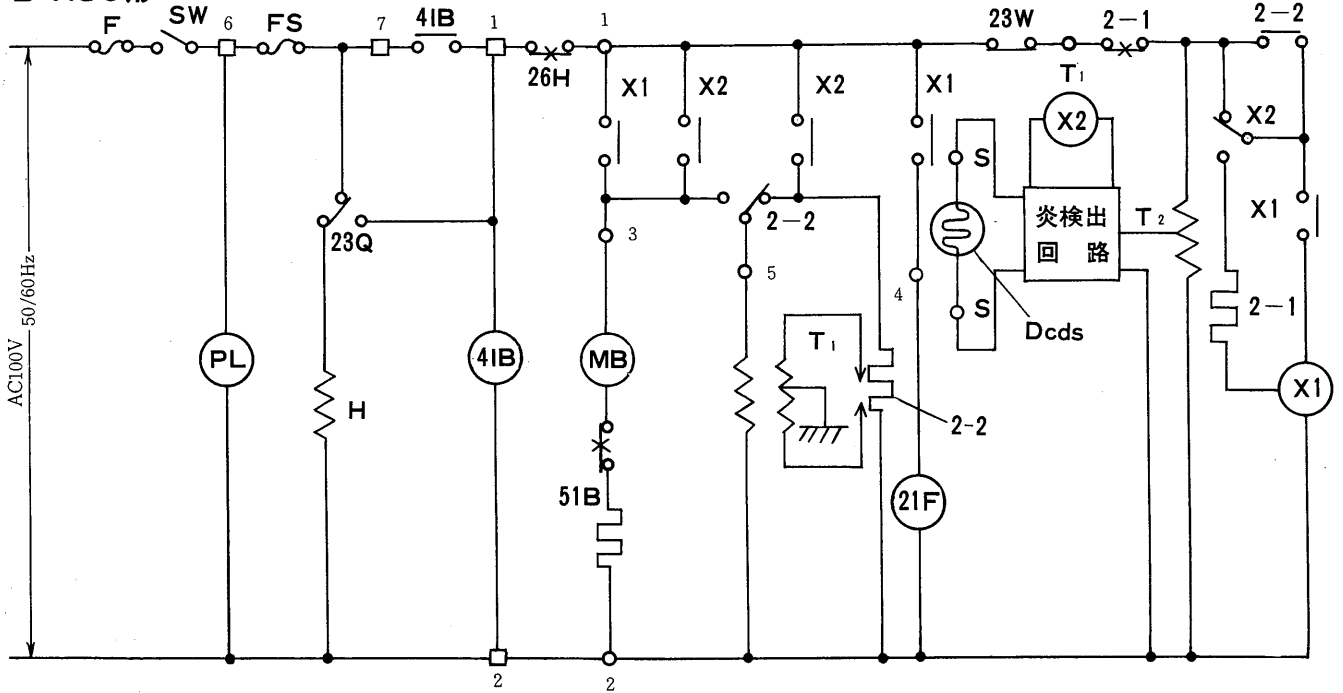 F
SW
6
FS
7
41B
1
1
26H
X1
X2
X2
X1
23W
2-1
2-2
T1
X2
X2
S
S
炎検出
回路
T2
X1
2-1
X1
Dcds
23Q
2-2
3
5
4
AC100V 50/60Hz
PL
H
41B
MB
T1
2-2
51B
21F
2
2